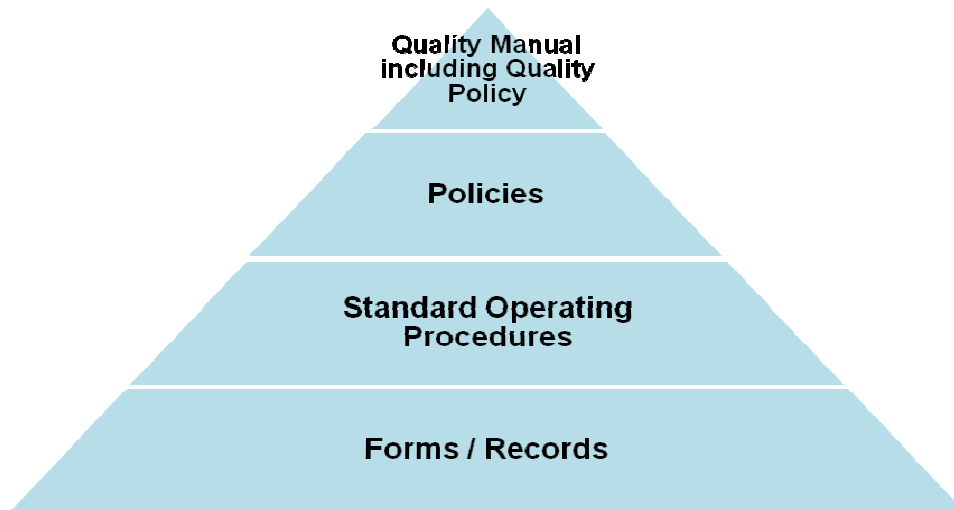 Quality Manual
including Quality
Policy
Policies
Standard Operating
Procedures
Forms / Records